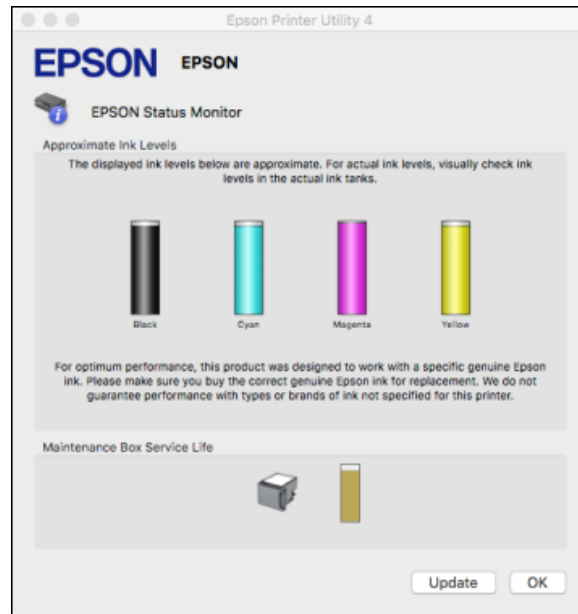 Epson Printer Utility 4
EPSON EPSON
EPSON Status Monitor
Approximate Ink Levels
The displayed ink levels below are approximate. For actual ink levels, visually check ink
levels in the actual ink tanks.
Black Cyan Magenta Yellow
For optimum performance, this product was designed to work with a specific genuine Epson
ink. Please make sure you buy the correct genuine Epson ink for replacement. We do not
guarantee performance with types or brands of ink not specified for this printer.
Maintenance Box Service Life
Update OK